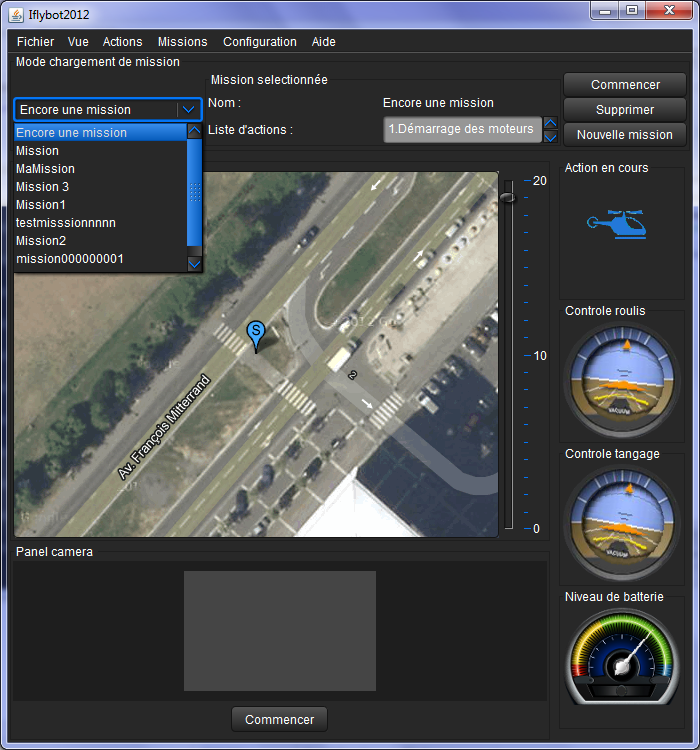 Iflybot2012
Fichier Vue Actions Missions Configuration Aide
Mode chargement de mission
Encore une mission
Encore une mission
Mission
MaMission
Mission 3
Mission1
testmisssionnnnn
Mission2
mission000000001
Mission selectionnée
Nom : Encore une mission
Liste d'actions : 1.Démarrage des moteurs
Commencer
Supprimer
Nouvelle mission
S
2
Av. François Mitterrand
20
10
0
Action en cours
Controle roulis
VACUUM
Controle tangage
VACUUM
Niveau de batterie
Panel camera
Commencer